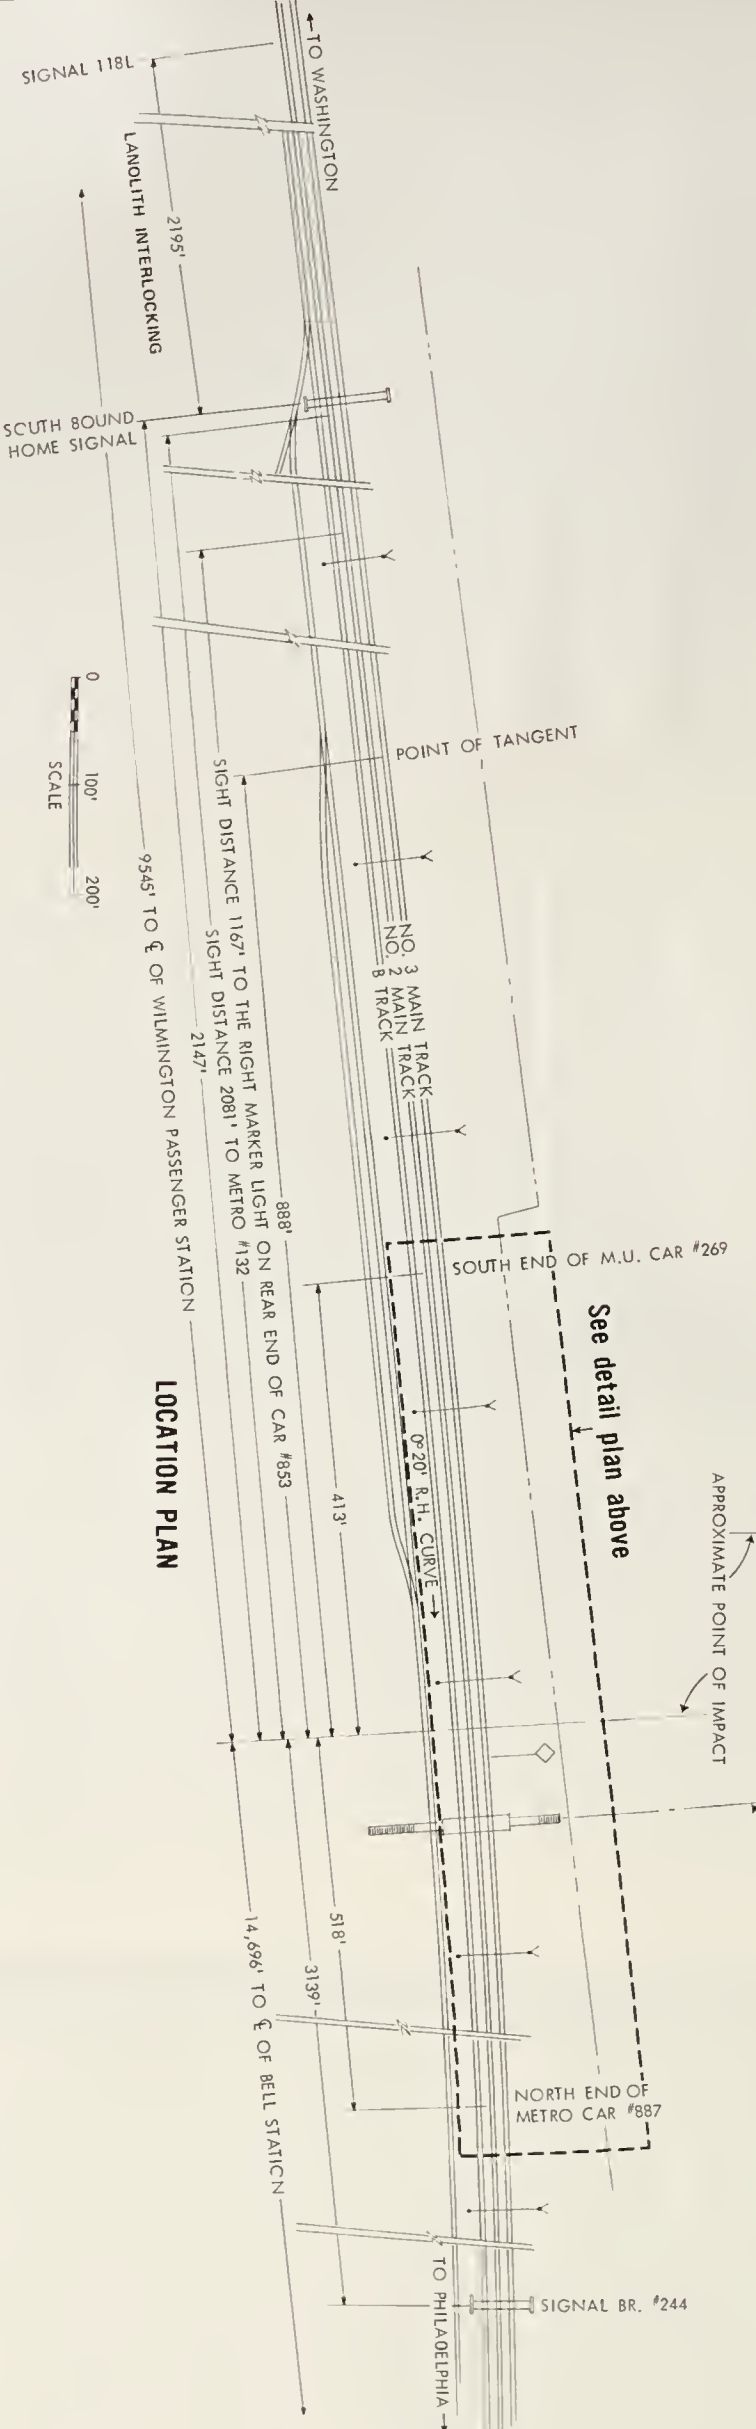 SIGNAL 118L
←TO WASHINGTON
LANOLITH INTERLOCKING
2195'
SOUTH BOUND
HOME SIGNAL
POINT OF TANGENT
0 100' 200'
SCALE
NO. 3 MAIN TRACK
NO. 2 MAIN TRACK
B TRACK
888'
SIGHT DISTANCE 1167' TO THE RIGHT MARKER LIGHT ON REAR END OF CAR #853
SIGHT DISTANCE 2081' TO METRO #132
2147'
9545' TO ℄ OF WILMINGTON PASSENGER STATION
SOUTH END OF M.U. CAR #269
See detail plan above
0°20' R.H. CURVE →
413'
LOCATION PLAN
APPROXIMATE POINT OF IMPACT
518'
3139'
14,696' TO ℄ OF BELL STATION
NORTH END OF
METRO CAR #887
TO PHILADELPHIA→
SIGNAL BR. #244